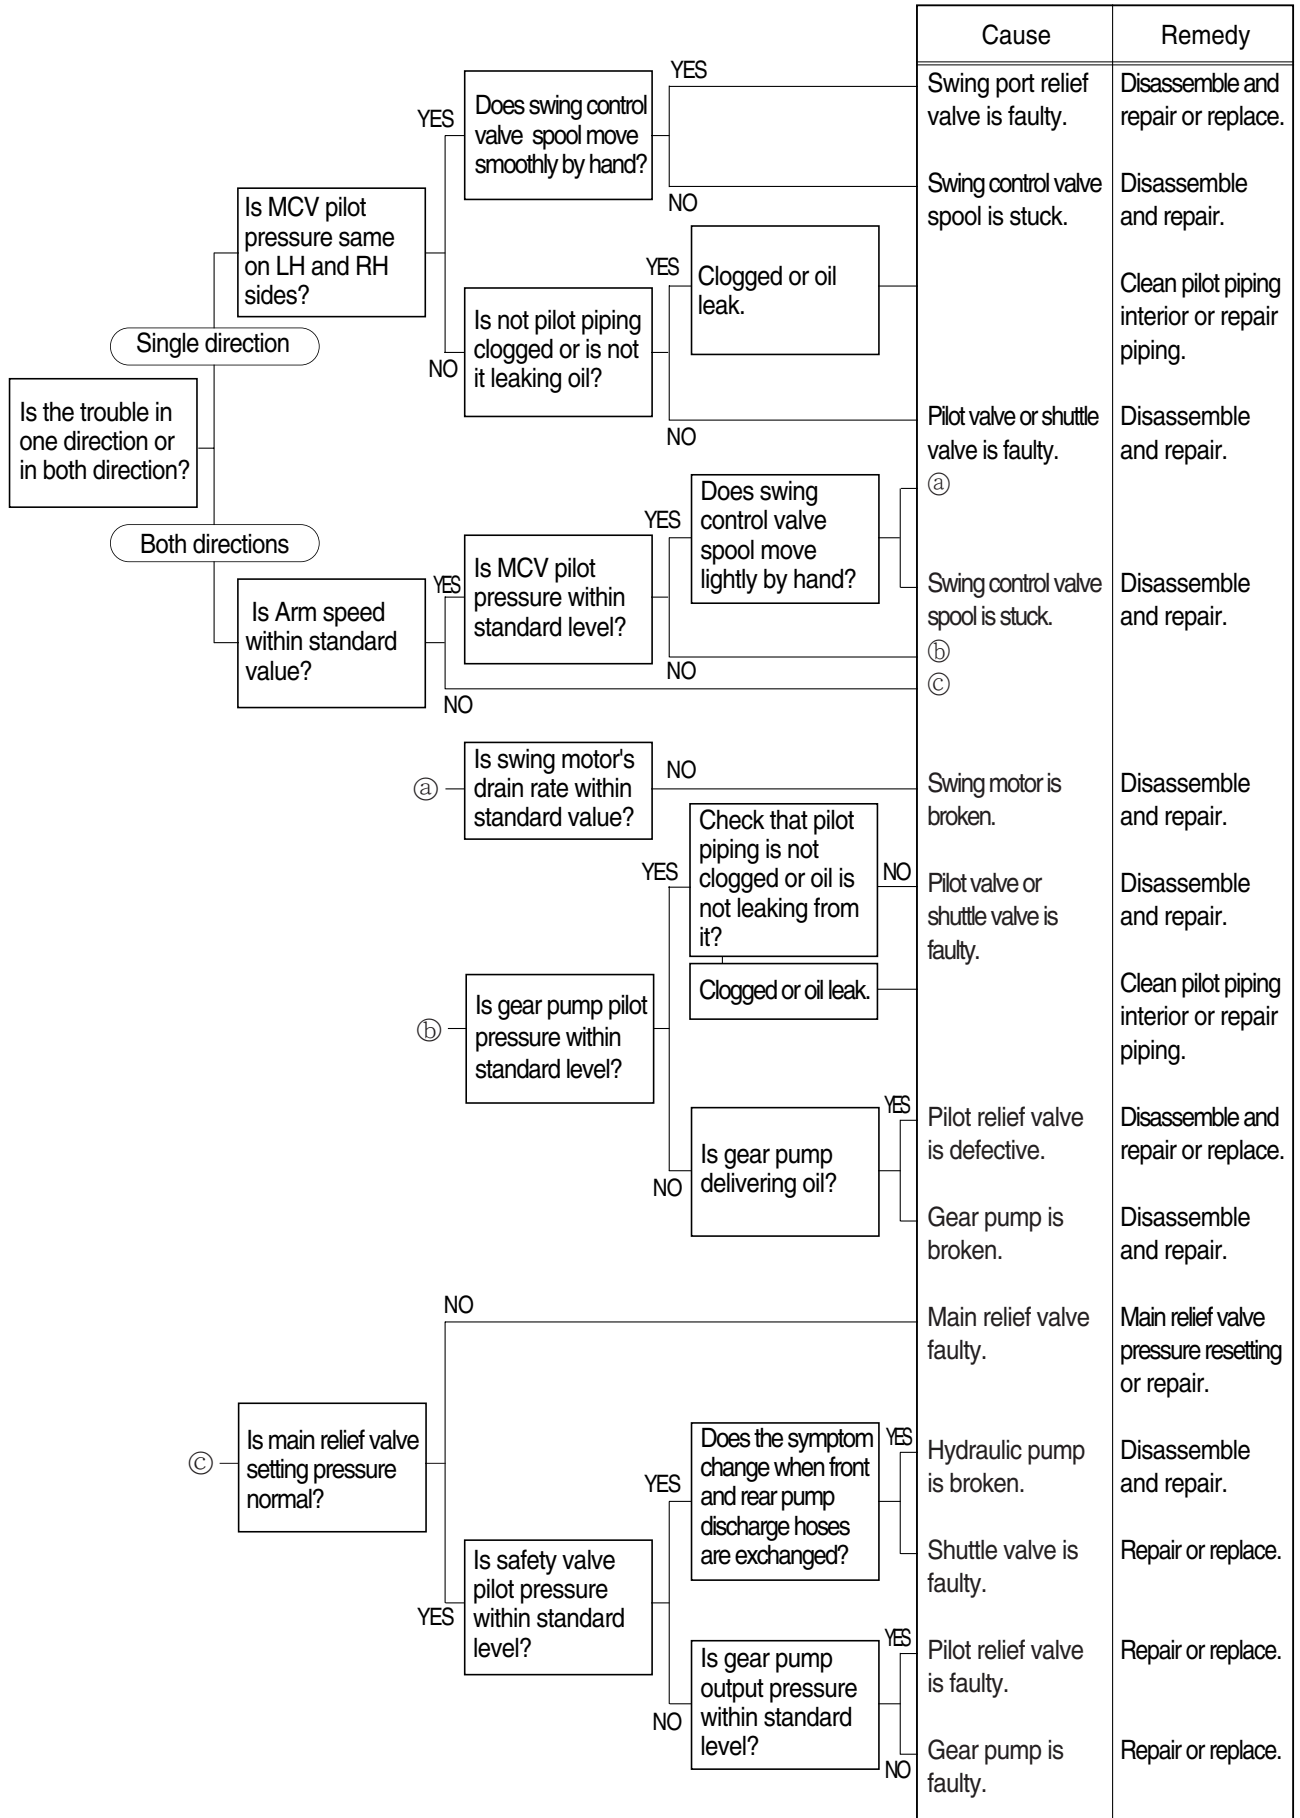 Cause
Remedy
YES
Does swing control
valve spool move
smoothly by hand?
YES
Swing port relief
valve is faulty.
Disassemble and
repair or replace.
NO
Swing control valve
spool is stuck.
Disassemble
and repair.
Is MCV pilot
pressure same
on LH and RH
sides?
YES
Clogged or oil
leak.
Clean pilot piping
interior or repair
piping.
Is not pilot piping
clogged or is not
it leaking oil?
NO
Single direction
NO
Pilot valve or shuttle
valve is faulty.
Disassemble
and repair.
Is the trouble in
one direction or
in both direction?
Both directions
YES
Does swing
control valve
spool move
lightly by hand?
ⓐ
YES
Is MCV pilot
pressure within
standard level?
Swing control valve
spool is stuck.
Disassemble
and repair.
Is Arm speed
within standard
value?
NO
ⓑ
NO
ⓒ
ⓐ
Is swing motor's
drain rate within
standard value?
NO
Swing motor is
broken.
Disassemble
and repair.
YES
Check that pilot
piping is not
clogged or oil is
not leaking from
it?
NO
Pilot valve or
shuttle valve is
faulty.
Disassemble
and repair.
Clogged or oil leak.
Clean pilot piping
interior or repair
piping.
ⓑ
Is gear pump pilot
pressure within
standard level?
NO
Is gear pump
delivering oil?
YES
Pilot relief valve
is defective.
Disassemble and
repair or replace.
Gear pump is
broken.
Disassemble
and repair.
NO
Main relief valve
faulty.
Main relief valve
pressure resetting
or repair.
ⓒ
Is main relief valve
setting pressure
normal?
YES
Does the symptom
change when front
and rear pump
discharge hoses
are exchanged?
YES
Hydraulic pump
is broken.
Disassemble
and repair.
Shuttle valve is
faulty.
Repair or replace.
YES
Is safety valve
pilot pressure
within standard
level?
NO
Is gear pump
output pressure
within standard
level?
YES
Pilot relief valve
is faulty.
Repair or replace.
NO
Gear pump is
faulty.
Repair or replace.